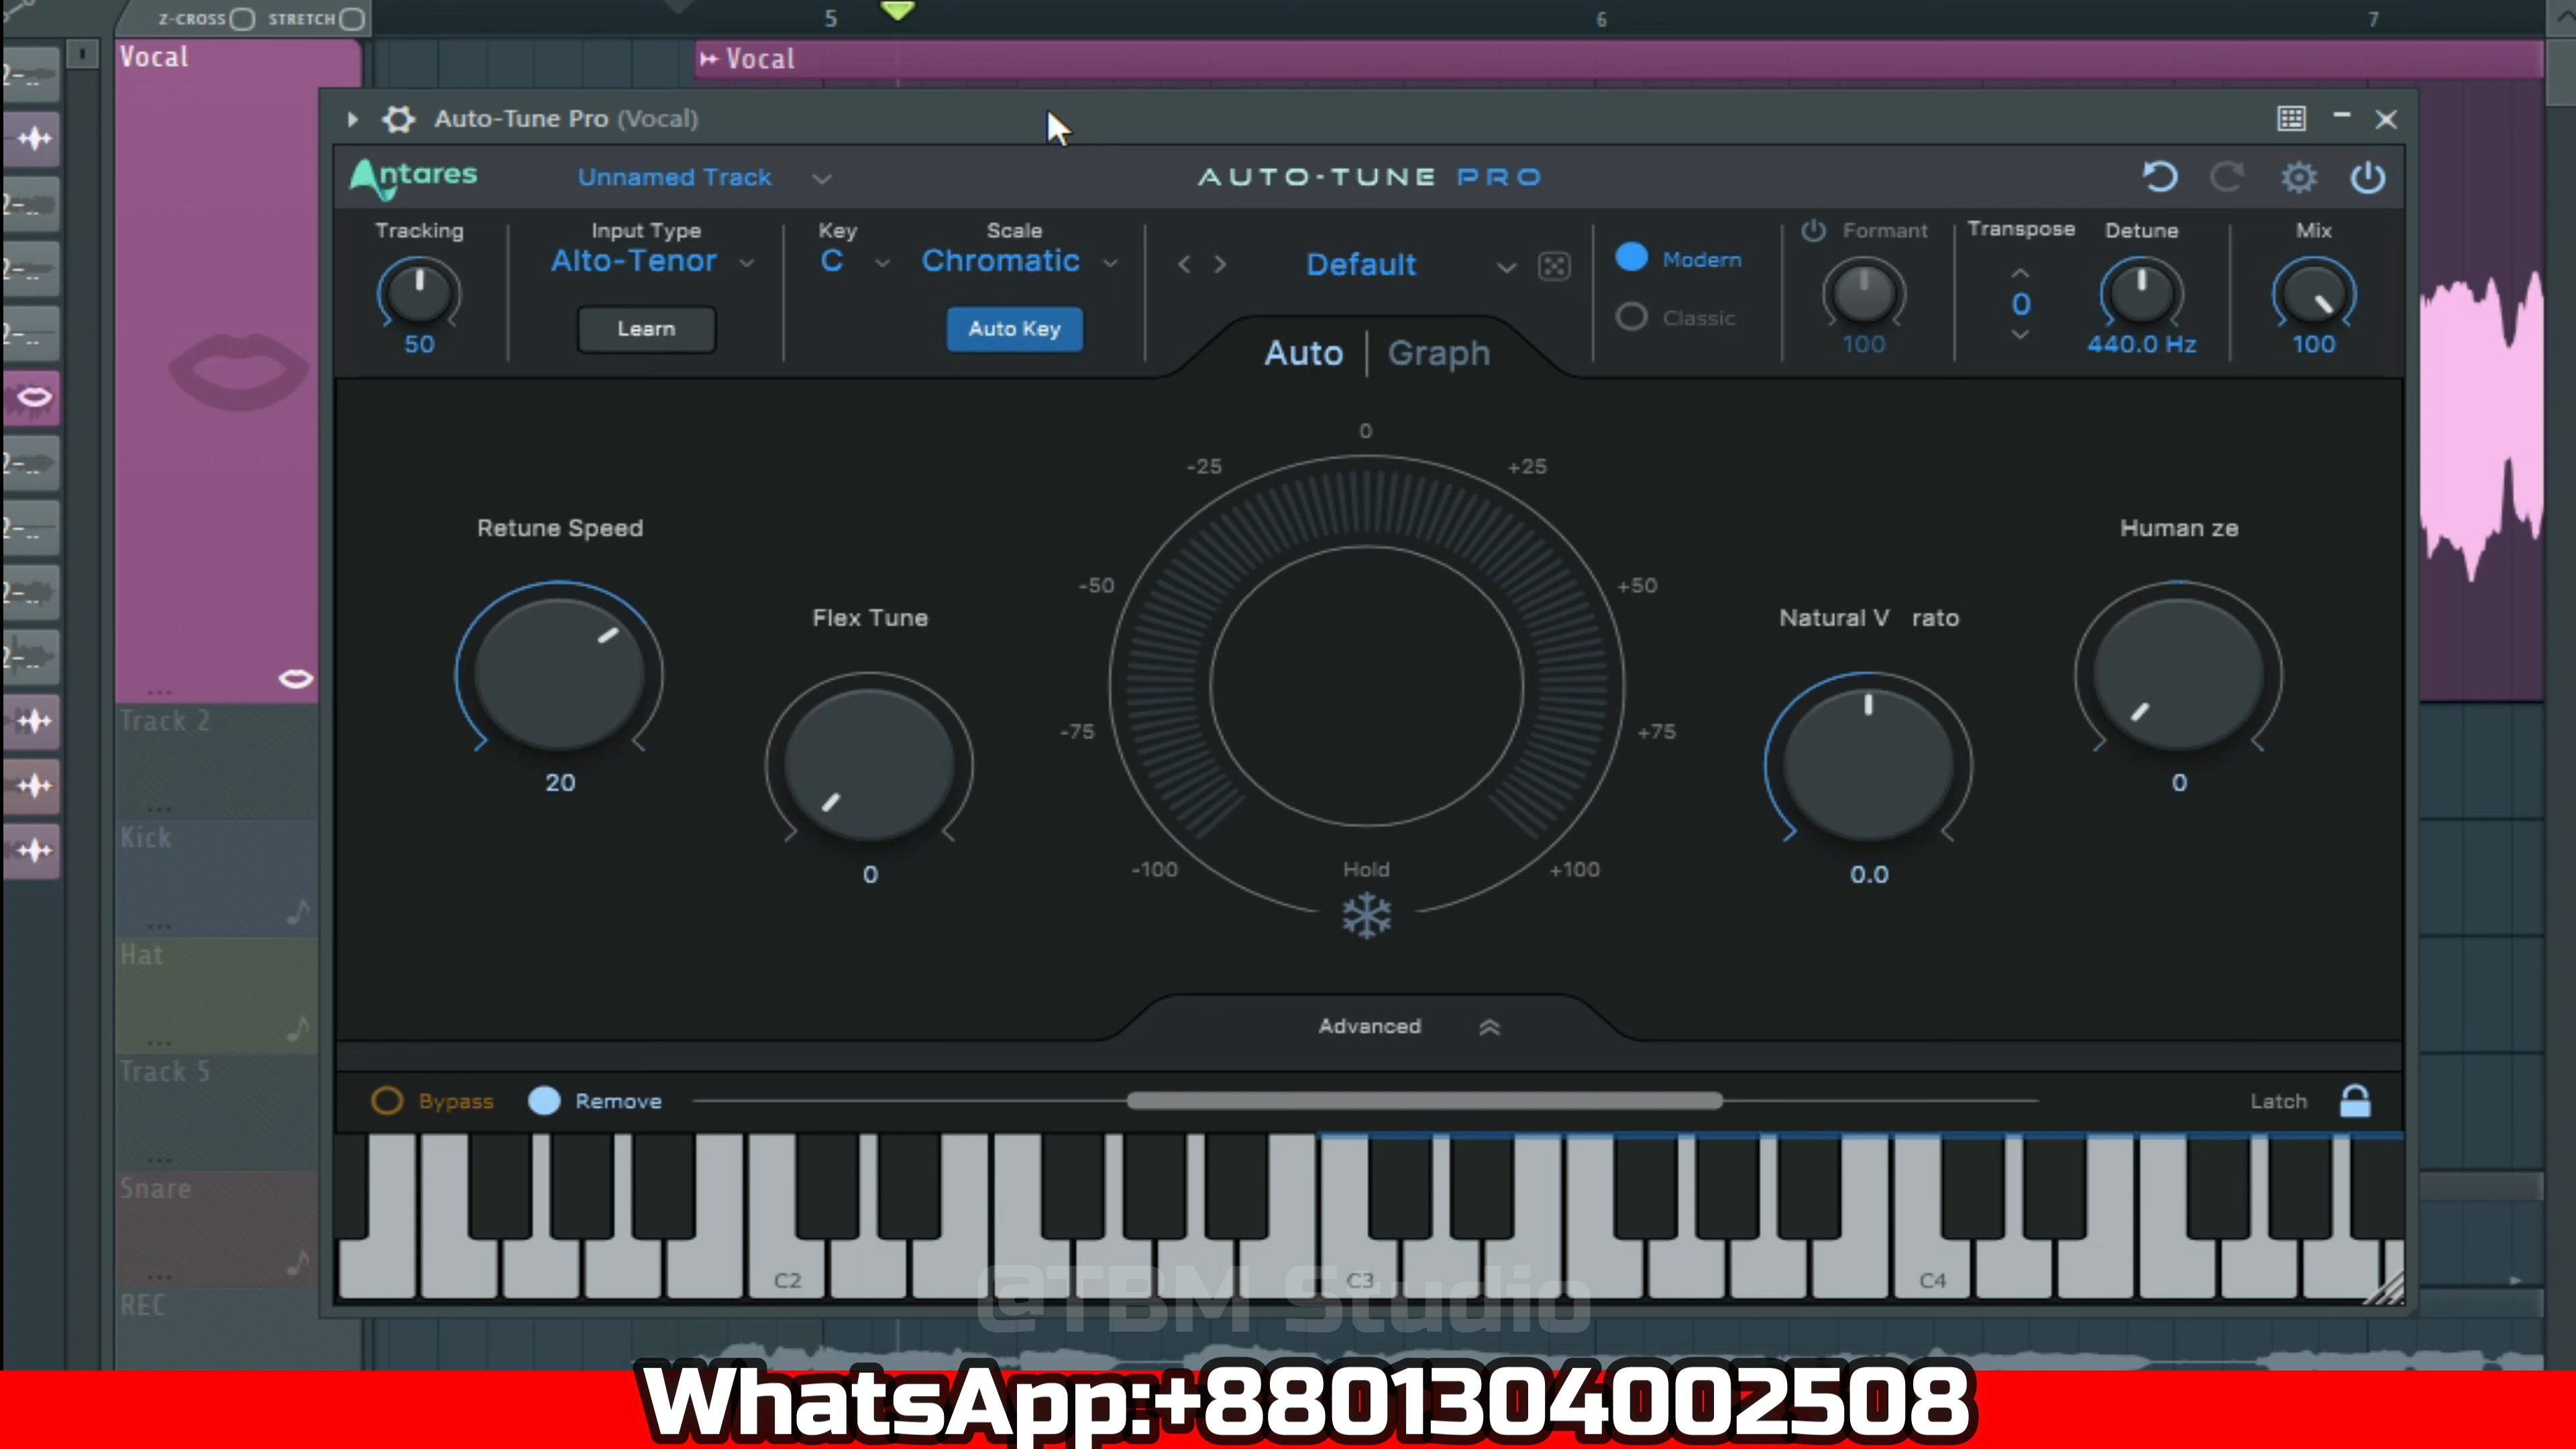 Z-CROSS STRETCH 5 6 7
Vocal
Vocal
Auto-Tune Pro (Vocal)
Antares Unnamed Track AUTO-TUNE PRO
Tracking Input Type Key Scale Formant Transpose Detune Mix
Alto-Tenor C Chromatic Default Modern
0
Learn Auto Key Classic
50 100 440.0 Hz 100
Auto | Graph
0
-25 +25
Retune Speed Human ze
-50 +50
Flex Tune Natural V rato
-75 +75
20 0
-100 Hold +100
0 0.0
Advanced
Bypass Remove Latch
C2 C3 C4
Track 2
Kick
Hat
Track 5
Snare
REC
@TBM Studio
WhatsApp:+8801304002508